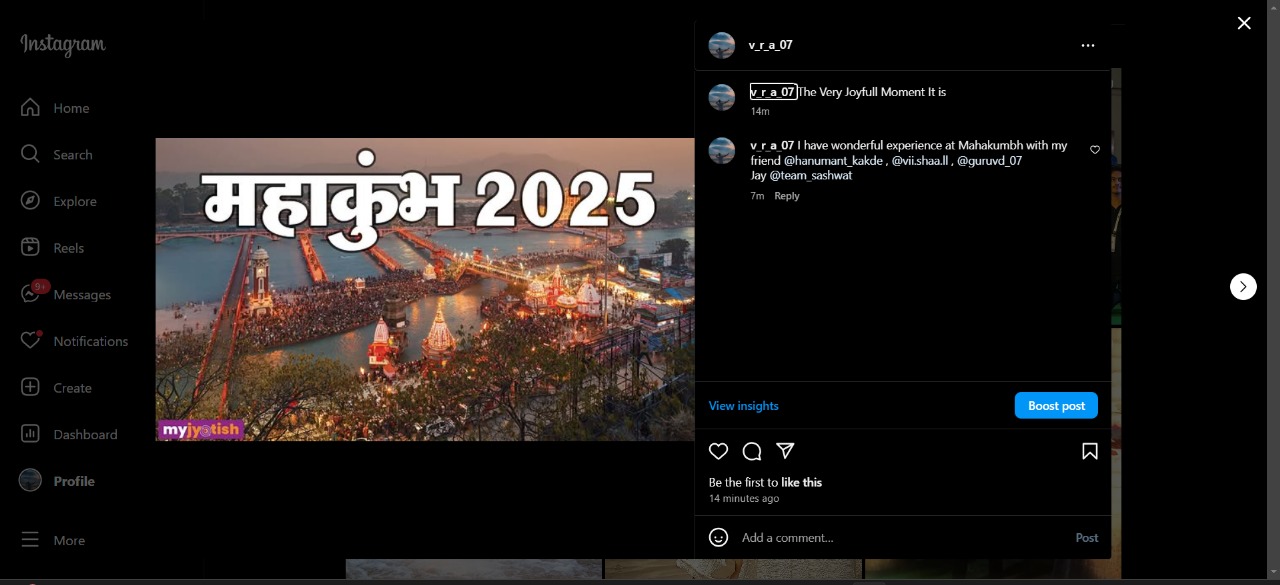 Instagram
Home
Search
Explore
Reels
9+
Messages
Notifications
Create
Dashboard
Profile
More
महाकुंभ 2025
myjyotish
v_r_a_07
v_r_a_07 The Very Joyfull Moment It is
14m
v_r_a_07 I have wonderful experience at Mahakumbh with my
friend @hanumant_kakde , @vii.shaa.ll , @guruvd_07
Jay @team_sashwat
7m Reply
View insights
Boost post
Be the first to like this
14 minutes ago
Add a comment...
Post